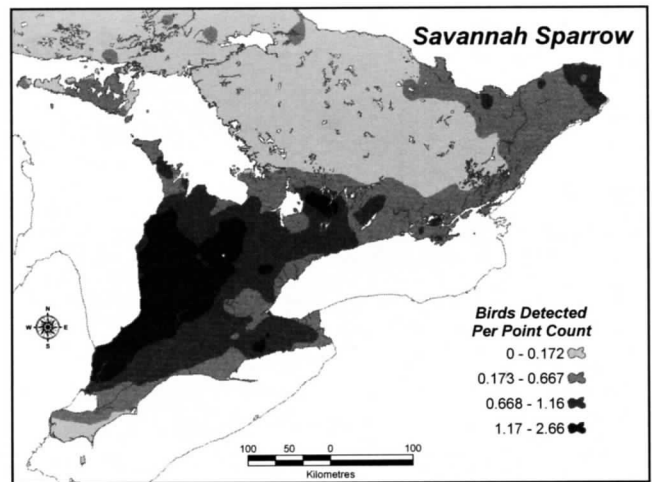 Savannah Sparrow
N
W E
S
Birds Detected
Per Point Count
0 - 0.172
0.173 - 0.667
0.668 - 1.16
1.17 - 2.66
100 50 0 100
Kilometres